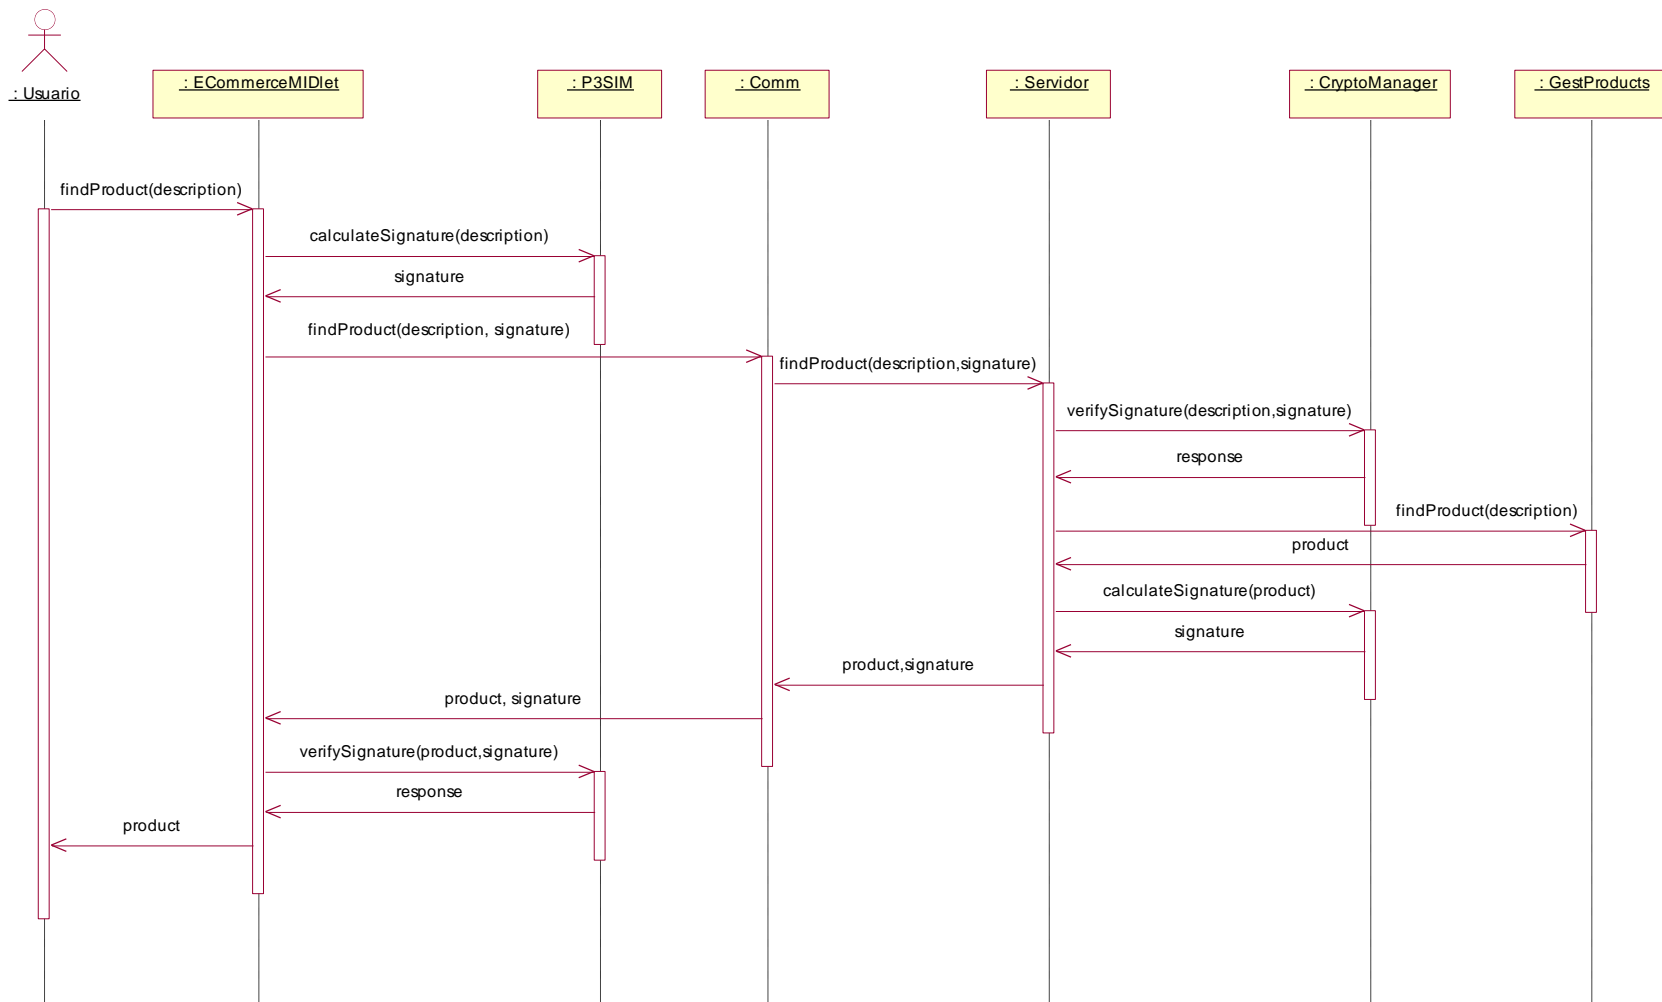 : Usuario
: ECommerceMIDlet
: P3SIM
: Comm
: Servidor
: CryptoManager
: GestProducts
findProduct(description)
calculateSignature(description)
signature
findProduct(description, signature)
findProduct(description,signature)
verifySignature(description,signature)
response
findProduct(description)
product
calculateSignature(product)
signature
product,signature
product, signature
verifySignature(product,signature)
response
product